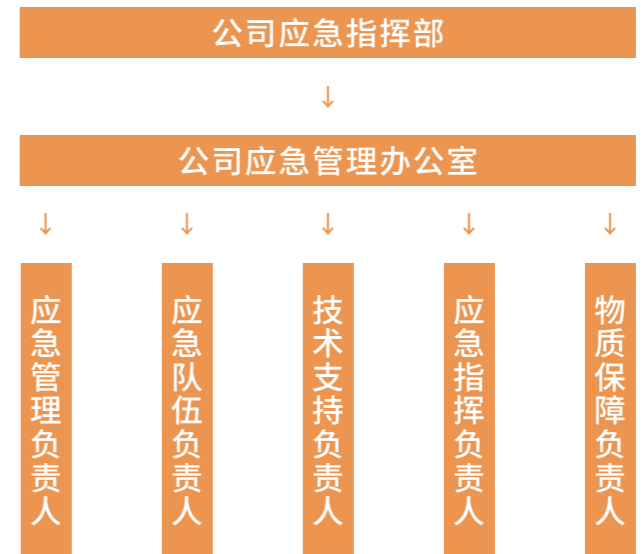 公司应急指挥部
↓
公司应急管理办公室
↓ ↓ ↓ ↓ ↓
应急管理负责人
应急队伍负责人
技术支持负责人
应急指挥负责人
物质保障负责人